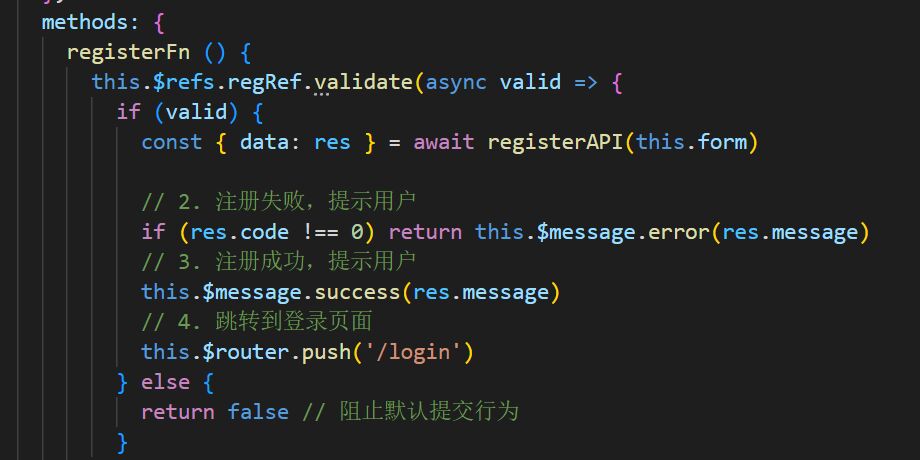 methods: {
registerFn () {
this.$refs.regRef.validate(async valid => {
if (valid) {
const { data: res } = await registerAPI(this.form)
// 2. 注册失败，提示用户
if (res.code !== 0) return this.$message.error(res.message)
// 3. 注册成功，提示用户
this.$message.success(res.message)
// 4. 跳转到登录页面
this.$router.push('/login')
} else {
return false // 阻止默认提交行为
}